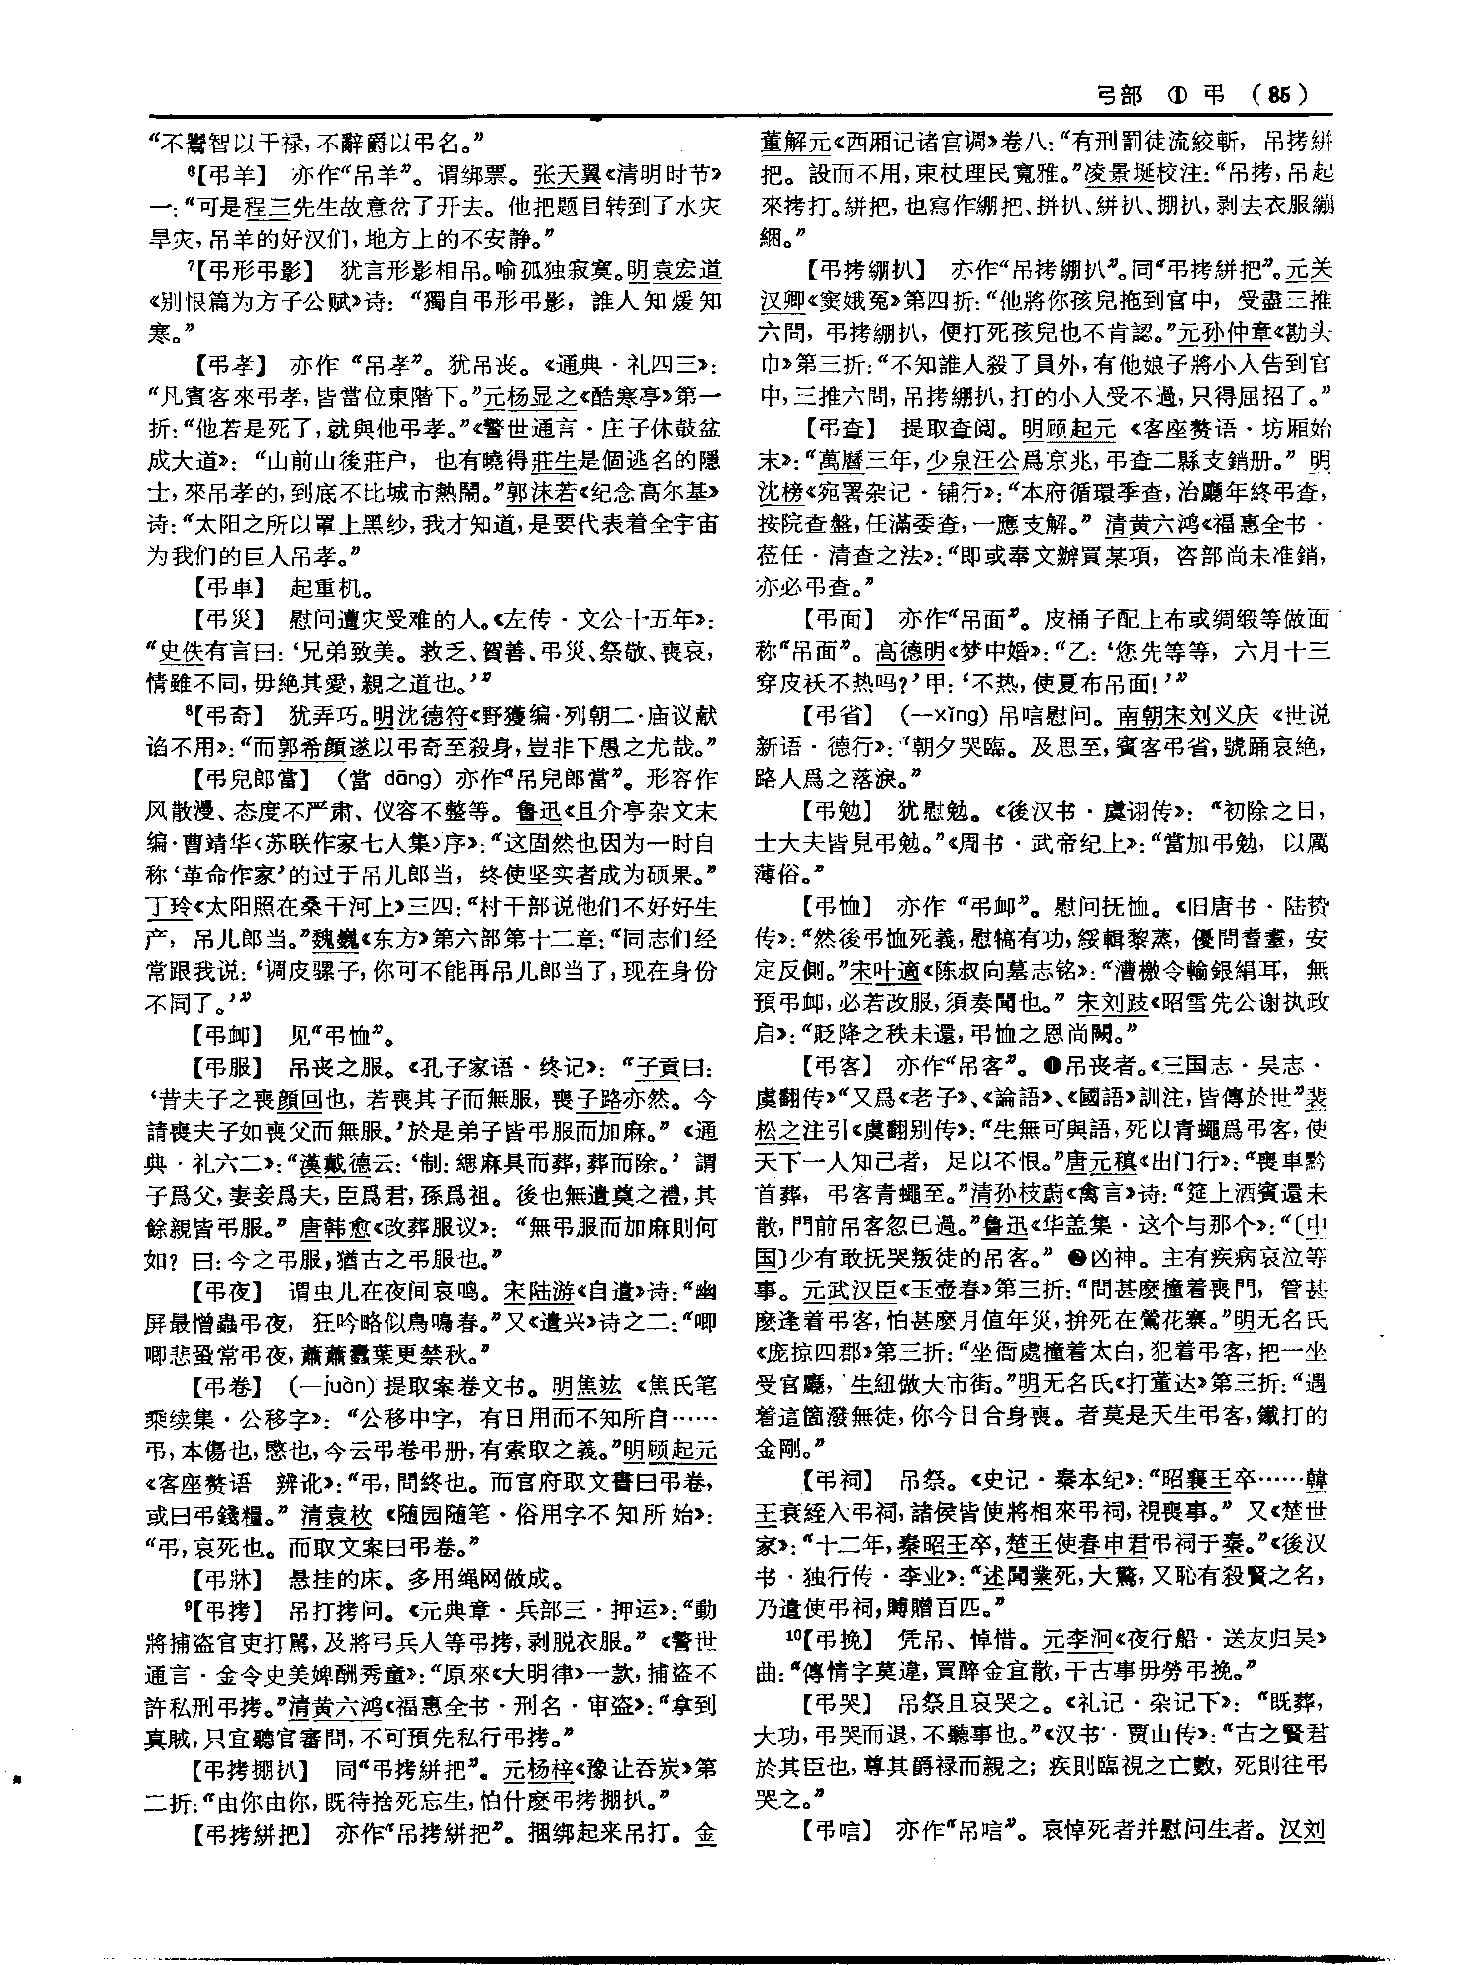 弓部　①　弔　（85）
“不鬻智以干禄，不辭爵以弔名。”
⁶【弔羊】　亦作“吊羊”。谓绑票。张天翼《清明时节》
一：“可是程三先生故意岔了开去。他把题目转到了水灾
旱灾，吊羊的好汉们，地方上的不安静。”
⁷【弔形弔影】　犹言形影相吊。喻孤独寂寞。明袁宏道
《别恨篇为方子公赋》诗：“獨自弔形弔影，誰人知煖知
寒。”
【弔孝】　亦作“吊孝”。犹吊丧。《通典·礼四三》：
“凡賓客來弔孝，皆當位東階下。”元杨显之《酷寒亭》第一
折：“他若是死了，就與他弔孝。”《警世通言·庄子休鼓盆
成大道》：“山前山後莊户，也有曉得莊生是個逃名的隱
士，來吊孝的，到底不比城市熱鬧。”郭沫若《纪念高尔基》
诗：“太阳之所以罩上黑纱，我才知道，是要代表着全宇宙
为我们的巨人吊孝。”
【弔車】　起重机。
【弔災】　慰问遭灾受难的人。《左传·文公十五年》：
“史佚有言曰：‘兄弟致美。救乏、賀善、弔災、祭敬、喪哀，
情雖不同，毋絶其愛，親之道也。’”
⁸【弔奇】　犹弄巧。明沈德符《野獲编·列朝二·庙议献
谄不用》：“而郭希顔遂以弔奇至殺身，豈非下愚之尤哉。”
【弔兒郎當】　（當 dāng）亦作“吊兒郎當”。形容作
风散漫、态度不严肃、仪容不整等。鲁迅《且介亭杂文末
编·曹靖华〈苏联作家七人集〉序》：“这固然也因为一时自
称‘革命作家’的过于吊儿郎当，终使坚实者成为硕果。”
丁玲《太阳照在桑干河上》三四：“村干部说他们不好好生
产，吊儿郎当。”魏巍《东方》第六部第十二章：“同志们经
常跟我说：‘调皮骡子，你可不能再吊儿郎当了，现在身份
不同了。’”
【弔卹】　见“弔恤”。
【弔服】　吊丧之服。《孔子家语·终记》：“子貢曰：
‘昔夫子之喪顔回也，若喪其子而無服，喪子路亦然。今
請喪夫子如喪父而無服。’於是弟子皆弔服而加麻。”《通
典·礼六二》：“漢戴德云：‘制：緦麻具而葬，葬而除。’謂
子爲父，妻妾爲夫，臣爲君，孫爲祖。後也無遺奠之禮，其
餘親皆弔服。”唐韩愈《改葬服议》：“無弔服而加麻則何
如？曰：今之弔服，猶古之弔服也。”
【弔夜】　谓虫儿在夜间哀鸣。宋陆游《自遣》诗：“幽
屏最憎蟲弔夜，狂吟略似鳥鳴春。”又《遣兴》诗之二：“唧
唧悲蛩常弔夜，蕭蕭蠹葉更禁秋。”
【弔卷】　（—juàn）提取案卷文书。明焦竑《焦氏笔
乘续集·公移字》：“公移中字，有日用而不知所自……
弔，本傷也，愍也，今云弔卷弔册，有索取之義。”明顾起元
《客座赘语　辨讹》：“弔，問終也。而官府取文書曰弔卷，
或曰弔錢糧。”清袁枚《随园随笔·俗用字不知所始》：
“弔，哀死也。而取文案曰弔卷。”
【弔牀】　悬挂的床。多用绳网做成。
⁹【弔拷】　吊打拷问。《元典章·兵部三·押运》：“動
將捕盗官吏打駡，及將弓兵人等弔拷，剥脱衣服。”《警世
通言·金令史美婢酬秀童》：“原來《大明律》一款，捕盗不
許私刑弔拷。”清黄六鸿《福惠全书·刑名·审盗》：“拿到
真賊，只宜聽官審問，不可預先私行弔拷。”
【弔拷掤扒】　同“弔拷絣把”。元杨梓《豫让吞炭》第
二折：“由你由你，既待捨死忘生，怕什麽弔拷掤扒。”
【弔拷絣把】　亦作“吊拷絣把”。捆绑起来吊打。金
董解元《西厢记诸宫调》卷八：“有刑罰徒流絞斬，吊拷絣
把。設而不用，束杖理民寬雅。”凌景埏校注：“吊拷，吊起
來拷打。絣把，也寫作綳把、拼扒、絣扒、掤扒，剥去衣服繃
綑。”
【弔拷綳扒】　亦作“吊拷綳扒”。同“弔拷絣把”。元关
汉卿《窦娥冤》第四折：“他將你孩兒拖到官中，受盡三推
六問，弔拷綳扒，便打死孩兒也不肯認。”元孙仲章《勘头
巾》第三折：“不知誰人殺了員外，有他娘子將小人告到官
中，三推六問，吊拷綳扒，打的小人受不過，只得屈招了。”
【弔查】　提取查阅。明顾起元《客座赘语·坊厢始
末》：“萬曆三年，少泉汪公爲京兆，弔查二縣支銷册。”明
沈榜《宛署杂记·铺行》：“本府循環季查，治廳年終弔查，
按院查盤，任滿委查，一應支解。”清黄六鸿《福惠全书·
莅任·清查之法》：“即或奉文辦買某項，咨部尚未准銷，
亦必弔查。”
【弔面】　亦作“吊面”。皮桶子配上布或绸缎等做面
称“吊面”。高德明《梦中婚》：“乙：‘您先等等，六月十三
穿皮袄不热吗？’甲：‘不热，使夏布吊面！’”
【弔省】　（—xǐng）吊唁慰问。南朝宋刘义庆《世说
新语·德行》：“朝夕哭臨。及思至，賓客弔省，號踊哀絶，
路人爲之落淚。”
【弔勉】　犹慰勉。《後汉书·虞诩传》：“初除之日，
士大夫皆見弔勉。”《周书·武帝纪上》：“當加弔勉，以厲
薄俗。”
【弔恤】　亦作“弔卹”。慰问抚恤。《旧唐书·陆贽
传》：“然後弔恤死義，慰犒有功，綏輯黎蒸，優問耆耋，安
定反側。”宋叶適《陈叔向墓志铭》：“漕檄令輸銀絹耳，無
預弔卹，必若改服，須奏聞也。”宋刘跂《昭雪先公谢执政
启》：“貶降之秩未還，弔恤之恩尚闕。”
【弔客】　亦作“吊客”。❶吊丧者。《三国志·吴志·
虞翻传》“又爲《老子》、《論語》、《國語》訓注，皆傳於世”裴
松之注引《虞翻别传》：“生無可與語，死以青蠅爲弔客，使
天下一人知己者，足以不恨。”唐元稹《出门行》：“喪車黔
首葬，弔客青蠅至。”清孙枝蔚《禽言》诗：“筵上酒賓還未
散，門前吊客忽已過。”鲁迅《华盖集·这个与那个》：“〔中
国〕少有敢抚哭叛徒的吊客。”❷凶神。主有疾病哀泣等
事。元武汉臣《玉壶春》第三折：“問甚麽撞着喪門，管甚
麽逢着弔客，怕甚麽月值年災，拚死在鶯花寨。”明无名氏
《庞掠四郡》第三折：“坐衙處撞着太白，犯着弔客，把一坐
受官廳，生紐做大市街。”明无名氏《打董达》第三折：“遇
着這箇潑無徒，你今日合身喪。者莫是天生弔客，鐵打的
金剛。”
【弔祠】　吊祭。《史记·秦本纪》：“昭襄王卒……韓
王衰絰入弔祠，諸侯皆使將相來弔祠，視喪事。”又《楚世
家》：“十二年，秦昭王卒，楚王使春申君弔祠于秦。”《後汉
书·独行传·李业》：“述聞業死，大驚，又恥有殺賢之名，
乃遣使弔祠，賻贈百匹。”
¹⁰【弔挽】　凭吊、悼惜。元李泂《夜行船·送友归吴》
曲：“傳情字莫違，買醉金宜散，干古事毋勞弔挽。”
【弔哭】　吊祭且哀哭之。《礼记·杂记下》：“既葬，
大功，弔哭而退，不聽事也。”《汉书·贾山传》：“古之賢君
於其臣也，尊其爵禄而親之；疾則臨視之亡數，死則往弔
哭之。”
【弔唁】　亦作“吊唁”。哀悼死者并慰问生者。汉刘